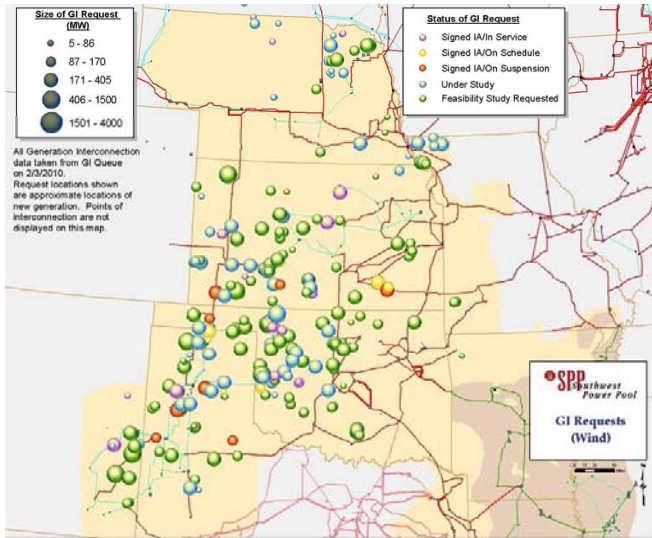 Size of GI Request
(MW)
5 - 86
87 - 170
171 - 405
406 - 1500
1501 - 4000
Status of GI Request
Signed IA/In Service
Signed IA/On Schedule
Signed IA/On Suspension
Under Study
Feasibility Study Requested
All Generation Interconnection
data taken from GI Queue
on 2/3/2010.
Request locations shown
are approximate locations of
new generation. Points of
interconnection are not
displayed on this map.
SPP Southwest
Power Pool
GI Requests
(Wind)